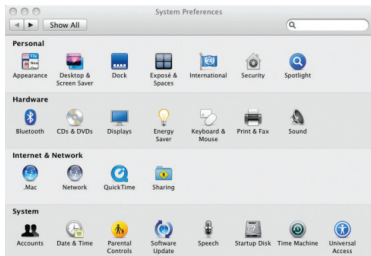 System Preferences
Show All
Personal
Appearance Desktop & Screen Saver Dock Exposé & Spaces International Security Spotlight
Hardware
Bluetooth CDs & DVDs Displays Energy Saver Keyboard & Mouse Print & Fax Sound
Internet & Network
.Mac Network QuickTime Sharing
System
Accounts Date & Time Parental Controls Software Update Speech Startup Disk Time Machine Universal Access